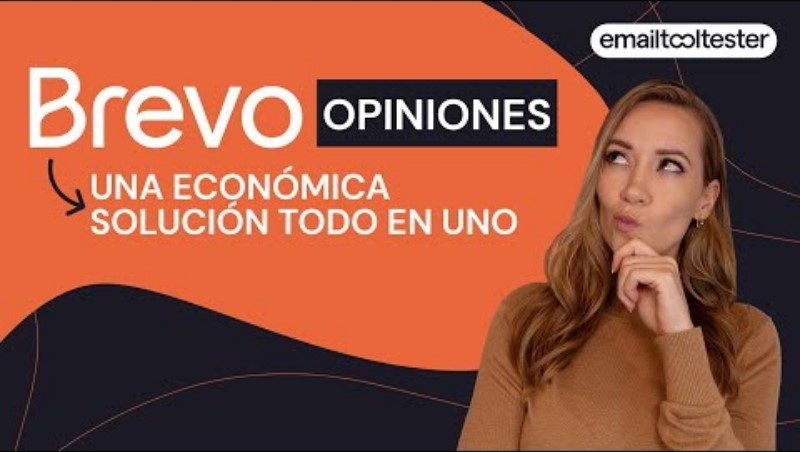 emailtooltester
Brevo OPINIONES
UNA ECONÓMICA
SOLUCIÓN TODO EN UNO